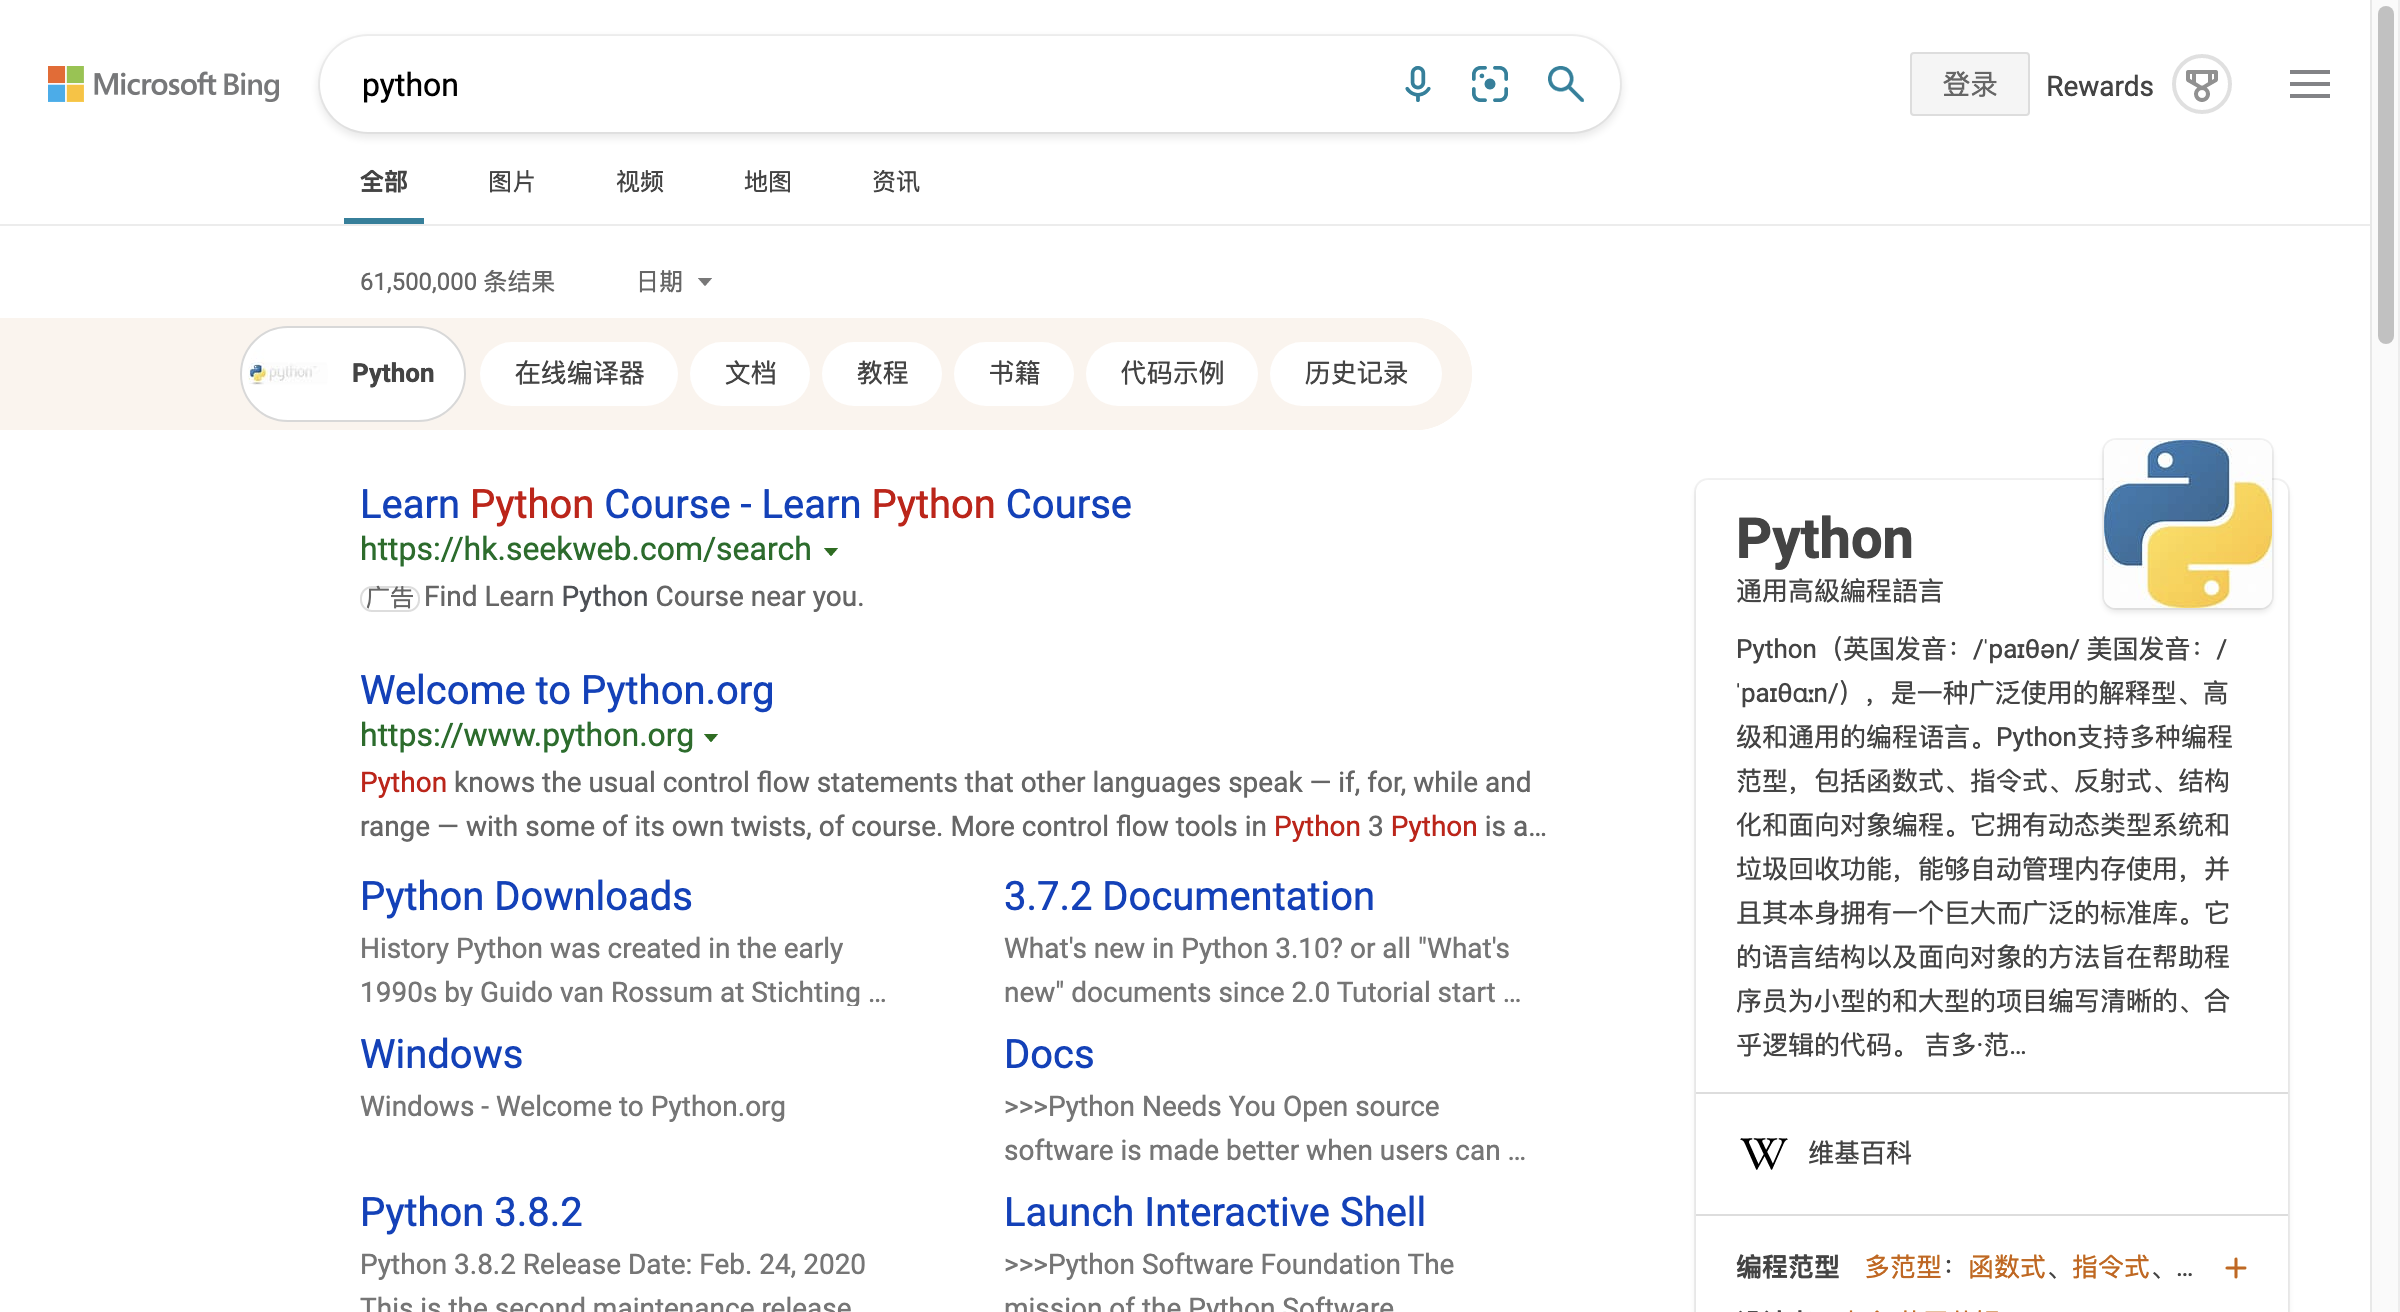 Microsoft Bing
python
登录
Rewards
全部
图片
视频
地图
资讯
61,500,000 条结果
日期
python
Python
在线编译器
文档
教程
书籍
代码示例
历史记录
Learn Python Course - Learn Python Course
https://hk.seekweb.com/search
广告 Find Learn Python Course near you.
Welcome to Python.org
https://www.python.org
Python knows the usual control flow statements that other languages speak — if, for, while and
range — with some of its own twists, of course. More control flow tools in Python 3 Python is a...
Python Downloads
History Python was created in the early
1990s by Guido van Rossum at Stichting ...
3.7.2 Documentation
What's new in Python 3.10? or all "What's
new" documents since 2.0 Tutorial start ...
Windows
Windows - Welcome to Python.org
Docs
>>>Python Needs You Open source
software is made better when users can ...
Python 3.8.2
Python 3.8.2 Release Date: Feb. 24, 2020
This is the second maintenance release
Launch Interactive Shell
>>>Python Software Foundation The
mission of the Python Software
Python
通用高級編程語言
Python（英国发音：/ˈpaɪθən/ 美国发音：/
ˈpaɪθɑːn/），是一种广泛使用的解释型、高
级和通用的编程语言。Python支持多种编程
范型，包括函数式、指令式、反射式、结构
化和面向对象编程。它拥有动态类型系统和
垃圾回收功能，能够自动管理内存使用，并
且其本身拥有一个巨大而广泛的标准库。它
的语言结构以及面向对象的方法旨在帮助程
序员为小型的和大型的项目编写清晰的、合
乎逻辑的代码。 吉多·范...
W 维基百科
编程范型 多范型：函数式、指令式、... +